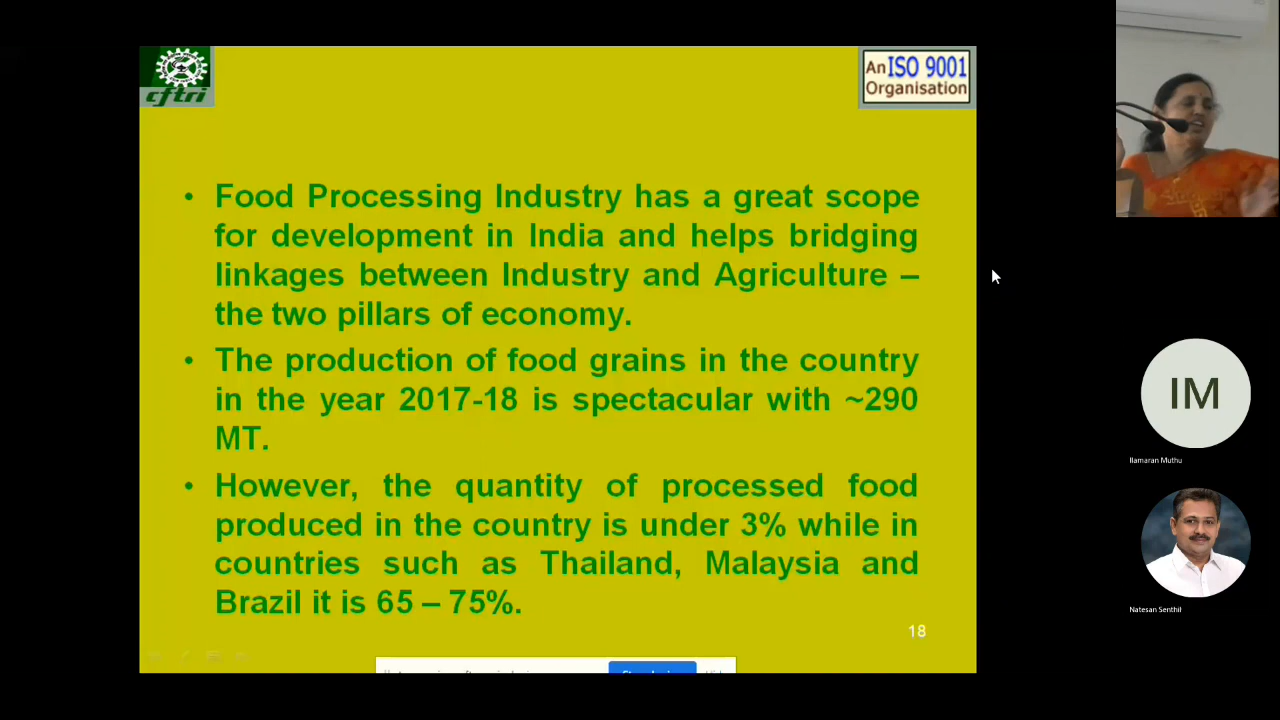 cftri
An ISO 9001
Organisation
• Food Processing Industry has a great scope
for development in India and helps bridging
linkages between Industry and Agriculture –
the two pillars of economy.
• The production of food grains in the country
in the year 2017-18 is spectacular with ~290
MT.
• However, the quantity of processed food
produced in the country is under 3% while in
countries such as Thailand, Malaysia and
Brazil it is 65 – 75%.
18
IM
Ilamaran Muthu
Natesan Senthil